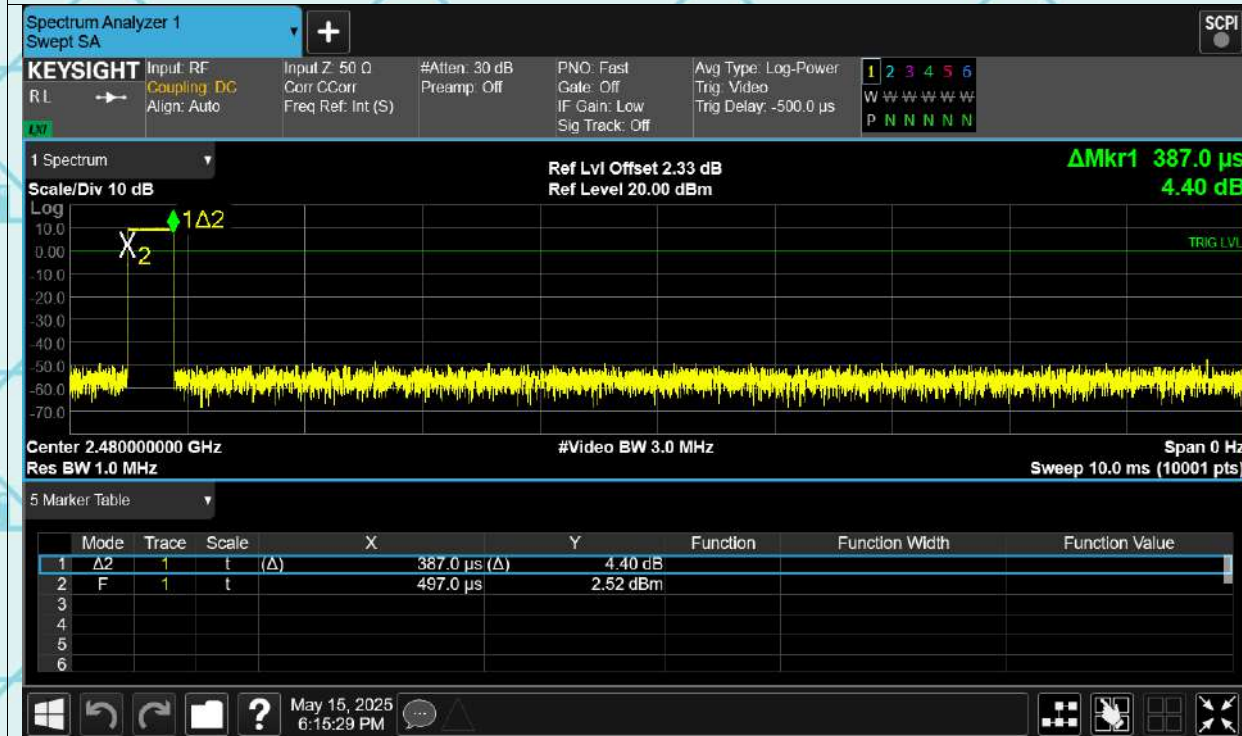 Spectrum Analyzer 1
Swept SA
+
SCPI
KEYSIGHT
RL
LXI
Input: RF
Coupling: DC
Align: Auto
Input Z: 50 Ω
Corr CCorr
Freq Ref: Int (S)
#Atten: 30 dB
Preamp: Off
PNO: Fast
Gate: Off
IF Gain: Low
Sig Track: Off
Avg Type: Log-Power
Trig: Video
Trig Delay: -500.0 µs
1 2 3 4 5 6
W W W W W W
P N N N N N
1 Spectrum
Scale/Div 10 dB
Ref Lvl Offset 2.33 dB
Ref Level 20.00 dBm
ΔMkr1 387.0 µs
4.40 dB
Log
10.0
0.00
-10.0
-20.0
-30.0
-40.0
-50.0
-60.0
-70.0
1Δ2
X2
TRIG LVL
Center 2.480000000 GHz
Res BW 1.0 MHz
#Video BW 3.0 MHz
Span 0 Hz
Sweep 10.0 ms (10001 pts)
5 Marker Table
Mode Trace Scale X Y Function Function Width Function Value
1 Δ2 1 t (Δ) 387.0 µs (Δ) 4.40 dB
2 F 1 t 497.0 µs 2.52 dBm
3
4
5
6
?
May 15, 2025
6:15:29 PM